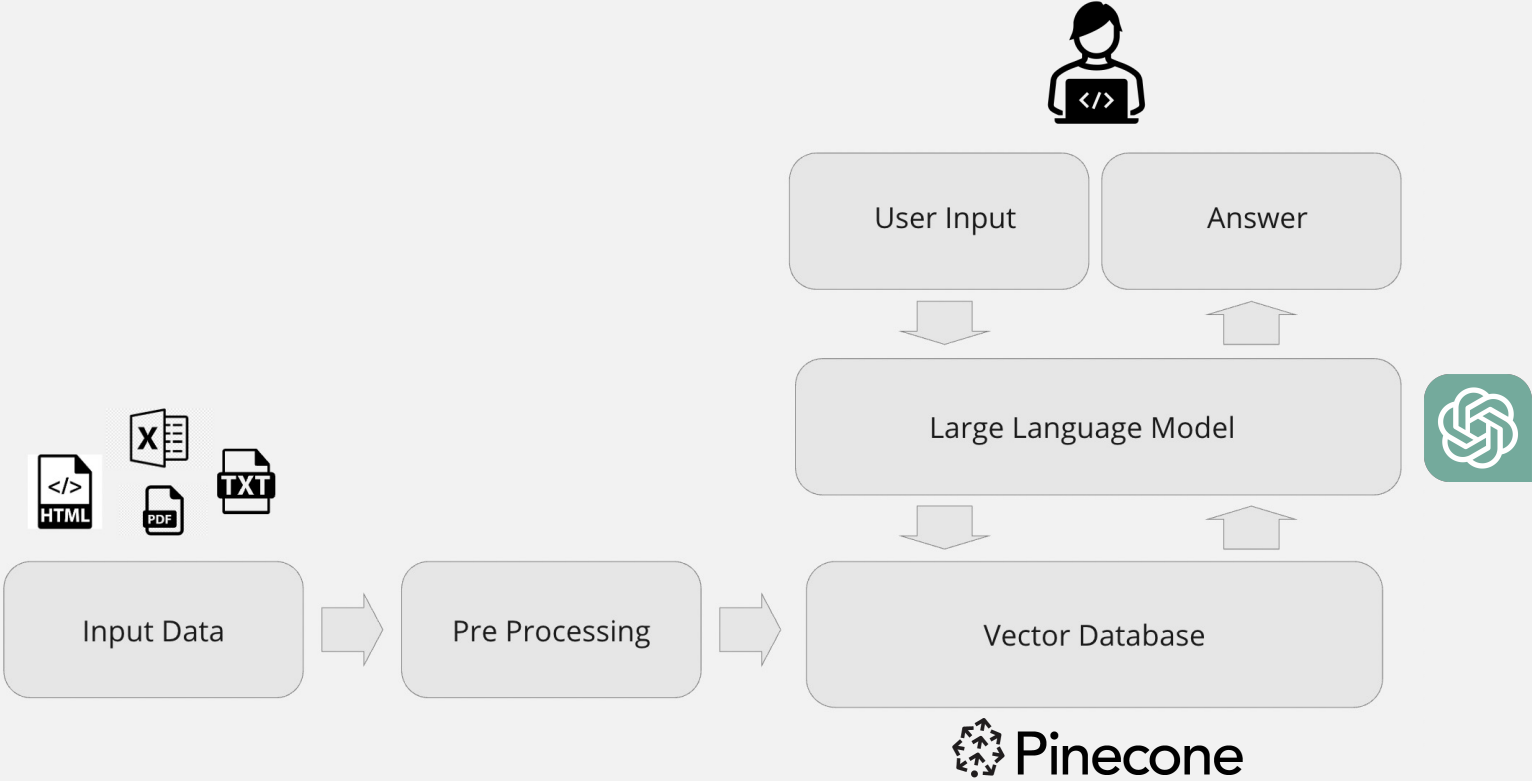 </>
User Input
Answer
Large Language Model
X
</>
HTML
PDF
TXT
Input Data
Pre Processing
Vector Database
Pinecone